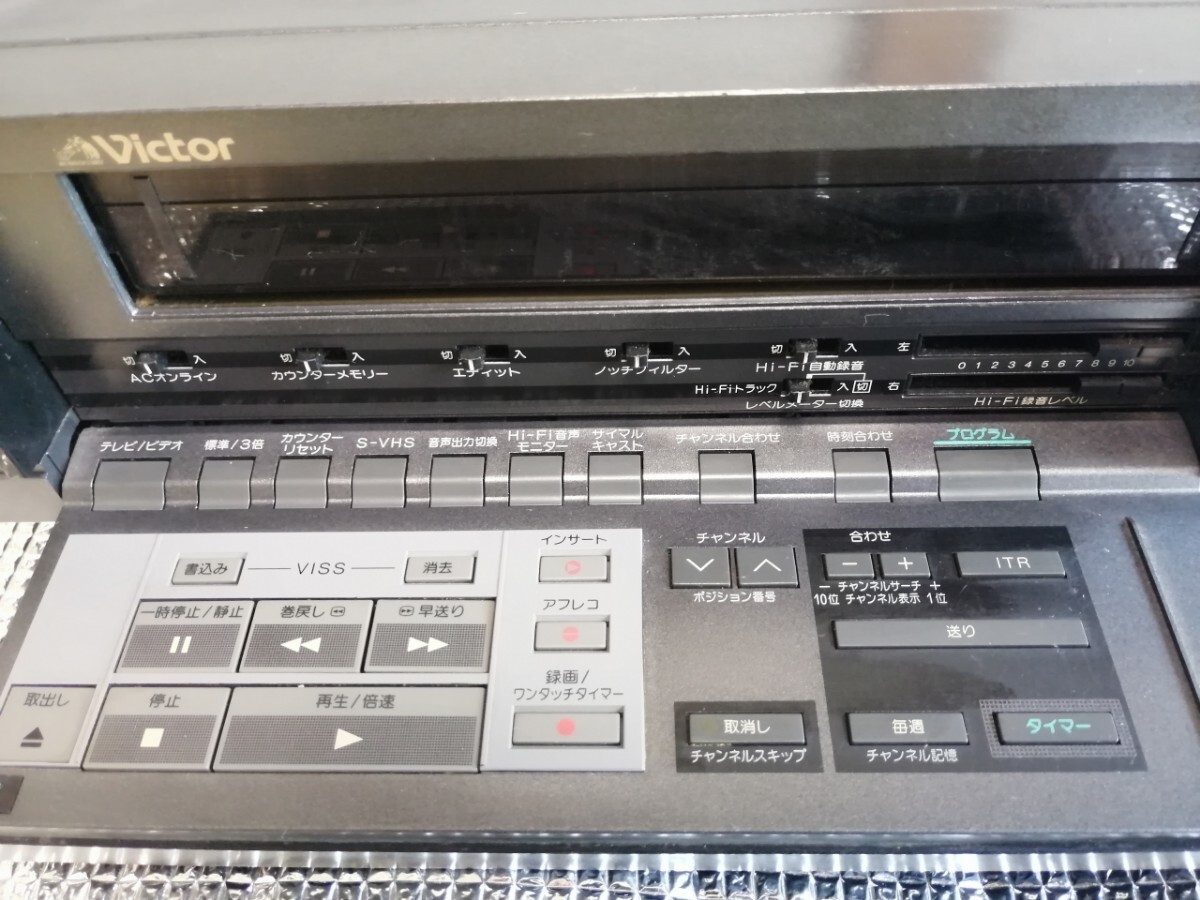 Victor
切 入 切 入 切 入 切 入 切 入 左
ACオンライン カウンターメモリー エディット ノッチフィルター Hi-Fi自動録音 0 1 2 3 4 5 6 7 8 9 10
Hi-Fiトラック 入 切 右
レベルメーター切換 Hi-Fi録音レベル
テレビ/ビデオ 標準/3倍 カウンターリセット S-VHS 音声出力切換 Hi-Fi音声モニター サイマルキャスト チャンネル合わせ 時刻合わせ プログラム
書込み VISS 消去
一時停止/静止 巻戻し 早送り
取出し 停止 再生/倍速
インサート
アフレコ
録画/
ワンタッチタイマー
チャンネル
ポジション番号
取消し
チャンネルスキップ
合わせ
− + ITR
− チャンネルサーチ +
10位 チャンネル表示 1位
送り
毎週 タイマー
チャンネル記憶